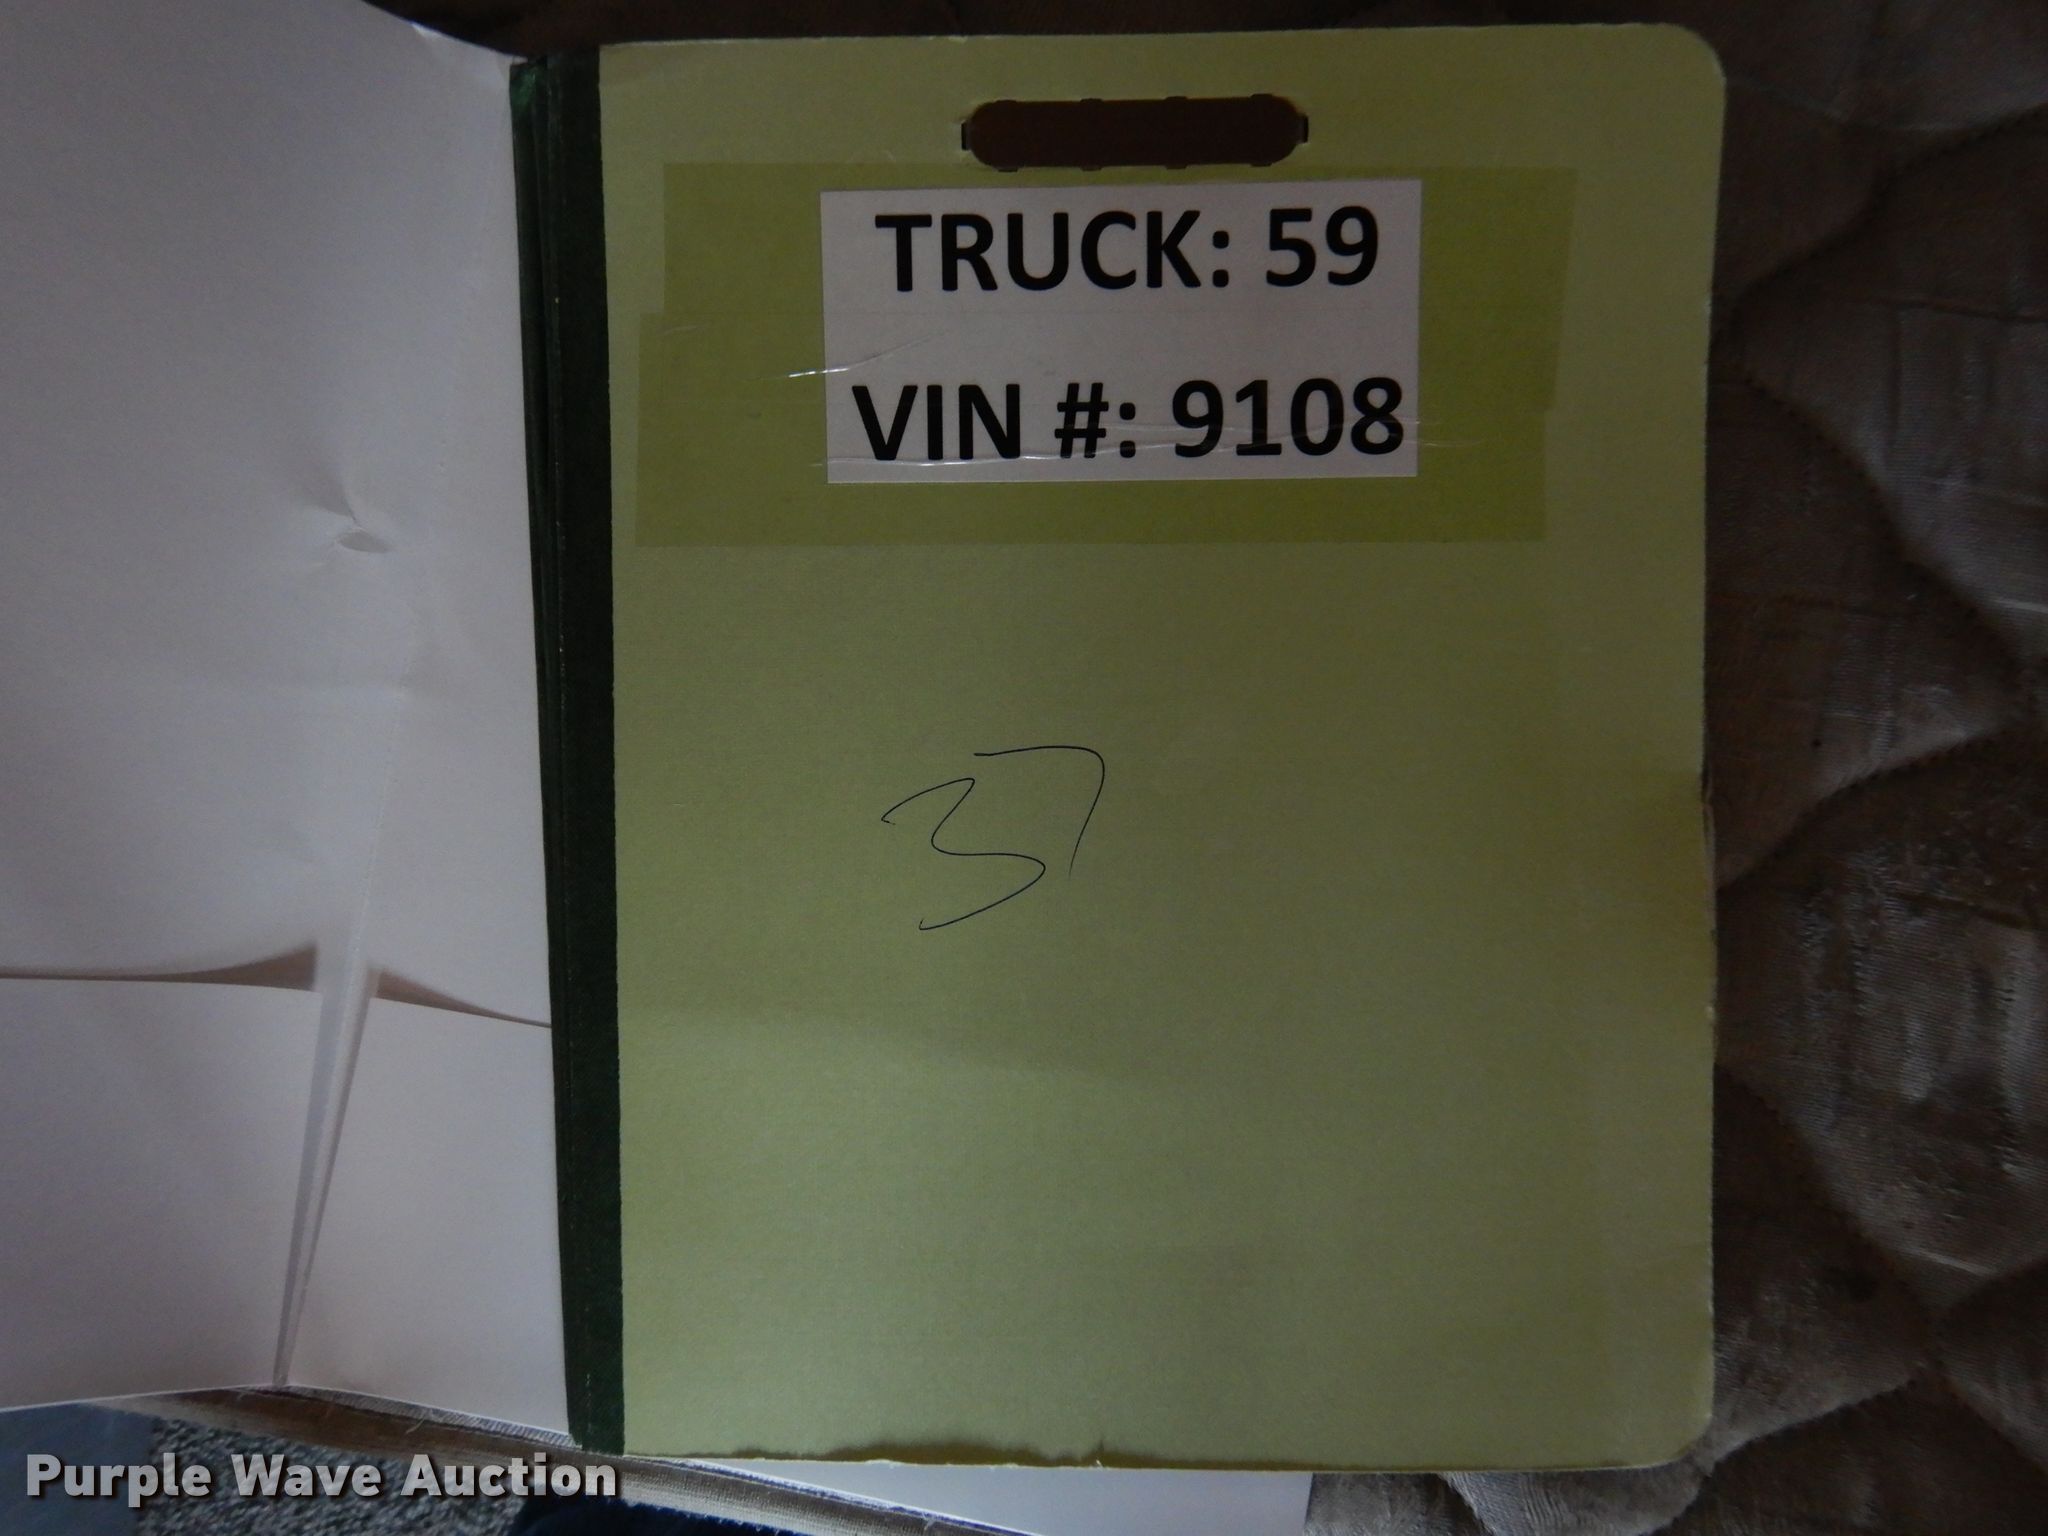 TRUCK: 59
VIN #: 9108
37
Purple Wave Auction